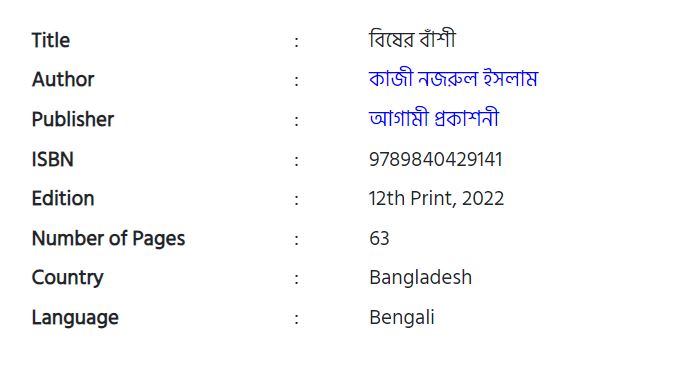 Title : বিষের বাঁশী
Author : কাজী নজরুল ইসলাম
Publisher : আগামী প্রকাশনী
ISBN : 9789840429141
Edition : 12th Print, 2022
Number of Pages : 63
Country : Bangladesh
Language : Bengali